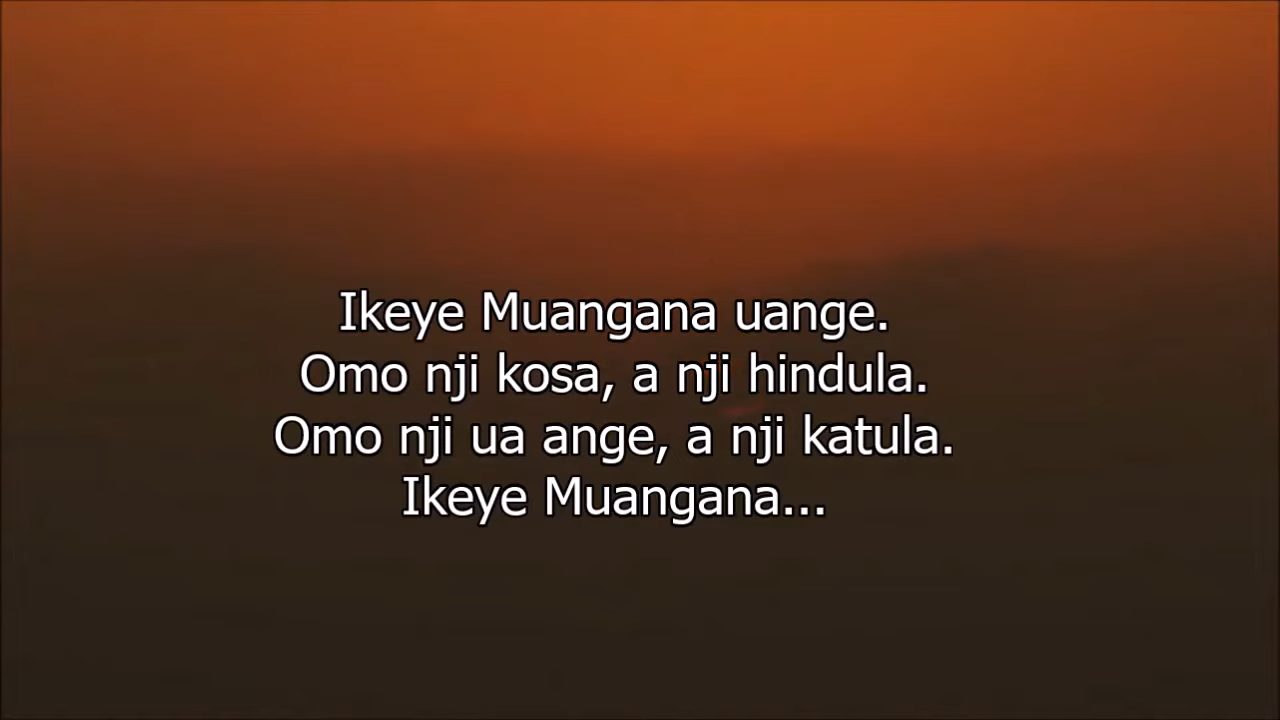 Ikeye Muangana uange.
Omo nji kosa, a nji hindula.
Omo nji ua ange, a nji katula.
Ikeye Muangana...